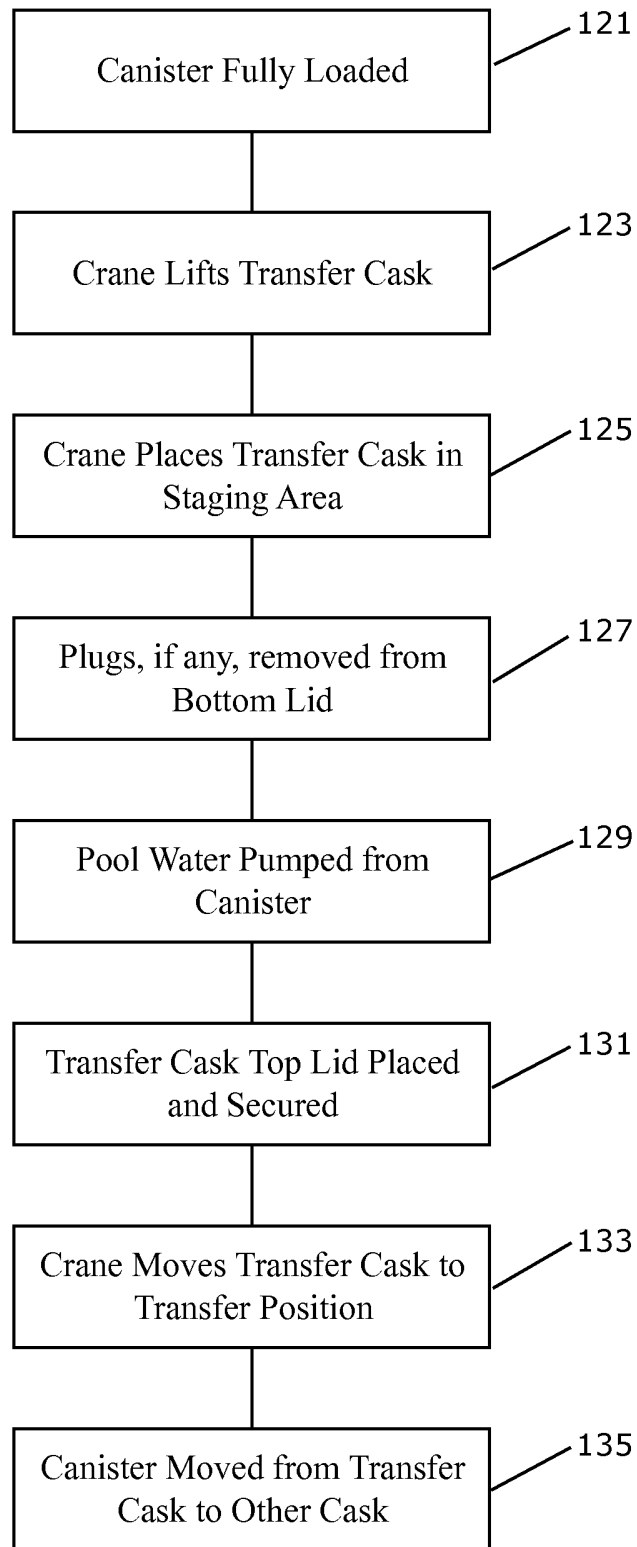 121
Canister Fully Loaded
123
Crane Lifts Transfer Cask
125
Crane Places Transfer Cask in
Staging Area
127
Plugs, if any, removed from
Bottom Lid
129
Pool Water Pumped from
Canister
131
Transfer Cask Top Lid Placed
and Secured
133
Crane Moves Transfer Cask to
Transfer Position
135
Canister Moved from Transfer
Cask to Other Cask